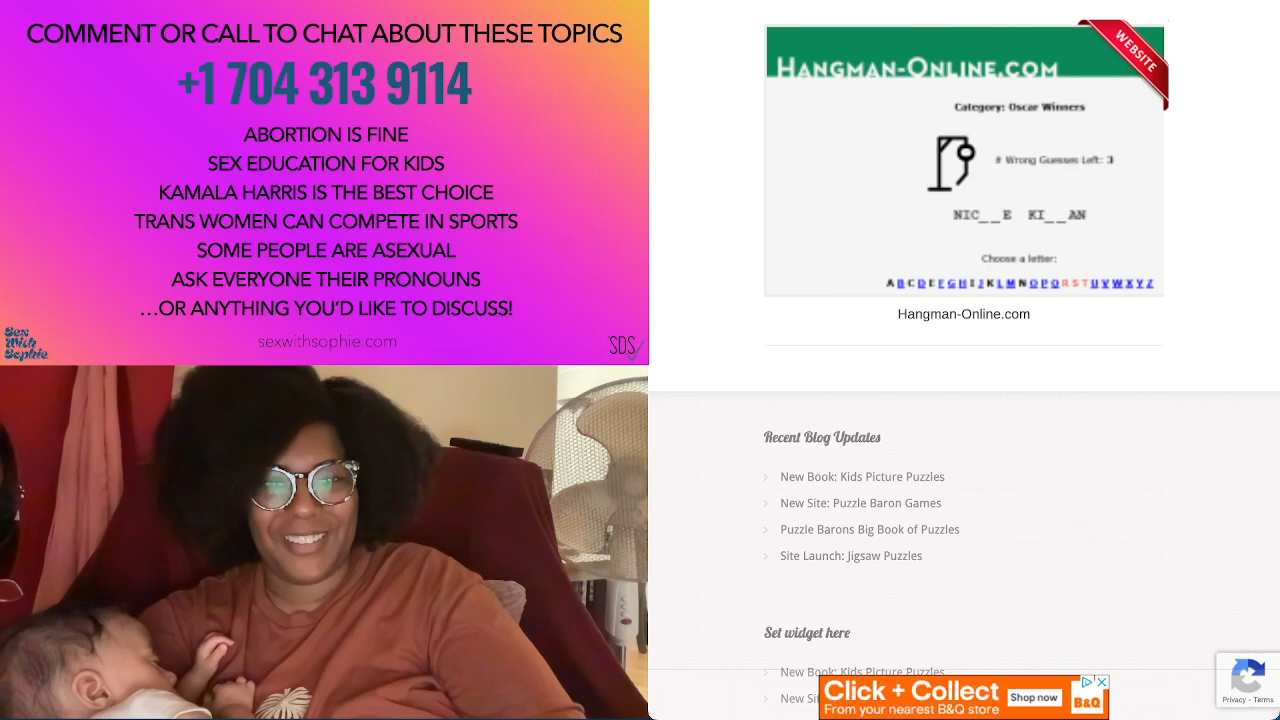 COMMENT OR CALL TO CHAT ABOUT THESE TOPICS
+1 704 313 9114
ABORTION IS FINE
SEX EDUCATION FOR KIDS
KAMALA HARRIS IS THE BEST CHOICE
TRANS WOMEN CAN COMPETE IN SPORTS
SOME PEOPLE ARE ASEXUAL
ASK EVERYONE THEIR PRONOUNS
...OR ANYTHING YOU'D LIKE TO DISCUSS!
sexwithsophie.com
Sex
With
Sophie
SDS
HANGMAN-ONLINE.COM
WEBSITE
Category: Oscar Winners
# Wrong Guesses Left: 3
NIC__E KI__AN
Choose a letter:
A B C D E F G H I J K L M N O P Q R S T U V W X Y Z
Hangman-Online.com
Recent Blog Updates
New Book: Kids Picture Puzzles
New Site: Puzzle Baron Games
Puzzle Barons Big Book of Puzzles
Site Launch: Jigsaw Puzzles
Set widget here
New Book: Kids Picture Puzzles
New Sit
Click + Collect
From your nearest B&Q store
Shop now
B&Q
Privacy - Terms